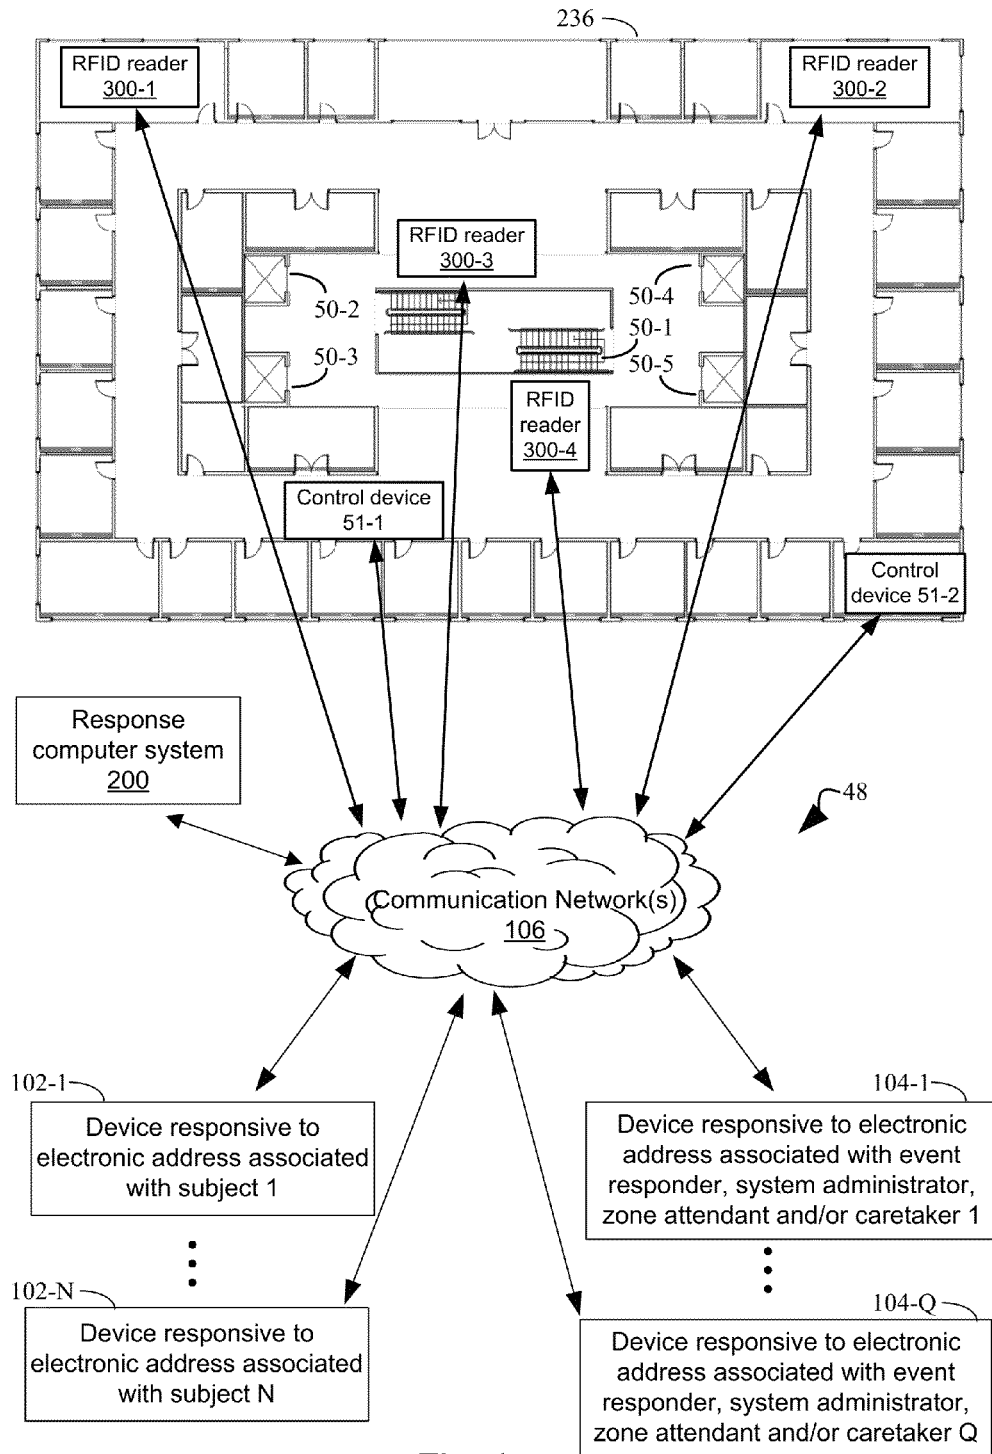 236
RFID reader
300-1
RFID reader
300-2
RFID reader
300-3
50-2
50-4
50-1
50-3
50-5
RFID
reader
300-4
Control device
51-1
Control
device 51-2
Response
computer system
200
48
Communication Network(s)
106
102-1
Device responsive to
electronic address associated
with subject 1
104-1
Device responsive to electronic
address associated with event
responder, system administrator,
zone attendant and/or caretaker 1
102-N
Device responsive to
electronic address associated
with subject N
104-Q
Device responsive to electronic
address associated with event
responder, system administrator,
zone attendant and/or caretaker Q